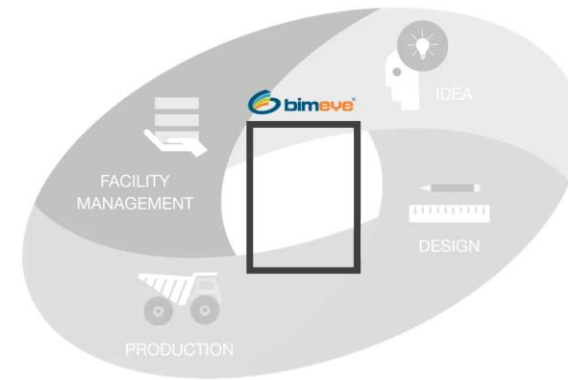 IDEA
bimeye®
FACILITY
MANAGEMENT
DESIGN
PRODUCTION